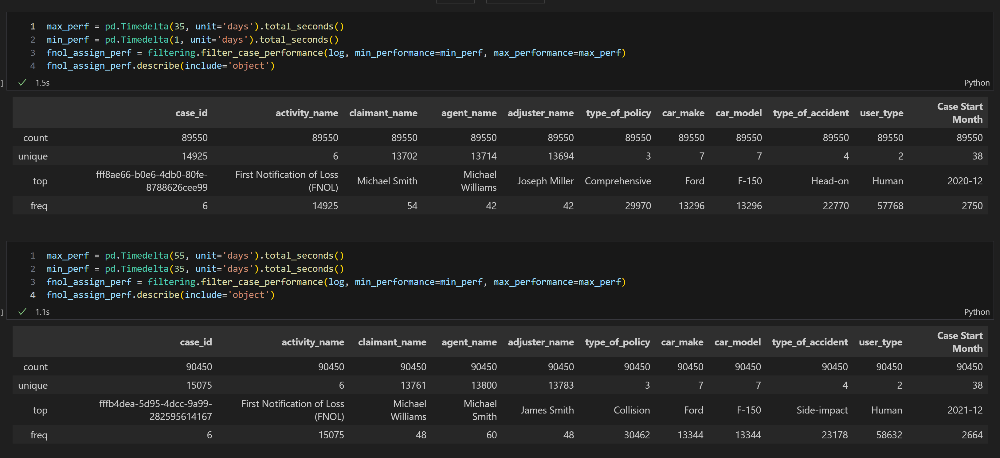 1 max_perf = pd.Timedelta(35, unit='days').total_seconds()
2 min_perf = pd.Timedelta(1, unit='days').total_seconds()
3 fnol_assign_perf = filtering.filter_case_performance(log, min_performance=min_perf, max_performance=max_perf)
4 fnol_assign_perf.describe(include='object')
] ✓ 1.5s Python
case_id activity_name claimant_name agent_name adjuster_name type_of_policy car_make car_model type_of_accident user_type Case Start
Month
count 89550 89550 89550 89550 89550 89550 89550 89550 89550 89550 89550
unique 14925 6 13702 13714 13694 3 7 7 4 2 38
top fff8ae66-b0e6-4db0-80fe- First Notification of Loss Michael Smith Michael Joseph Miller Comprehensive Ford F-150 Head-on Human 2020-12
8788626cee99 (FNOL) Williams
freq 6 14925 54 42 42 29970 13296 13296 22770 57768 2750
1 max_perf = pd.Timedelta(55, unit='days').total_seconds()
2 min_perf = pd.Timedelta(35, unit='days').total_seconds()
3 fnol_assign_perf = filtering.filter_case_performance(log, min_performance=min_perf, max_performance=max_perf)
4 fnol_assign_perf.describe(include='object')
] ✓ 1.1s Python
case_id activity_name claimant_name agent_name adjuster_name type_of_policy car_make car_model type_of_accident user_type Case Start
Month
count 90450 90450 90450 90450 90450 90450 90450 90450 90450 90450 90450
unique 15075 6 13761 13800 13783 3 7 7 4 2 38
top fffb4dea-5d95-4dcc-9a99- First Notification of Loss Michael Michael James Smith Collision Ford F-150 Side-impact Human 2021-12
282595614167 (FNOL) Williams Smith
freq 6 15075 48 60 48 30462 13344 13344 23178 58632 2664